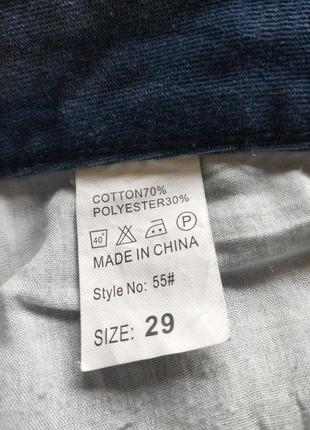 COTTON70%
POLYESTER30%
40° P
MADE IN CHINA
Style No: 55#
SIZE: 29